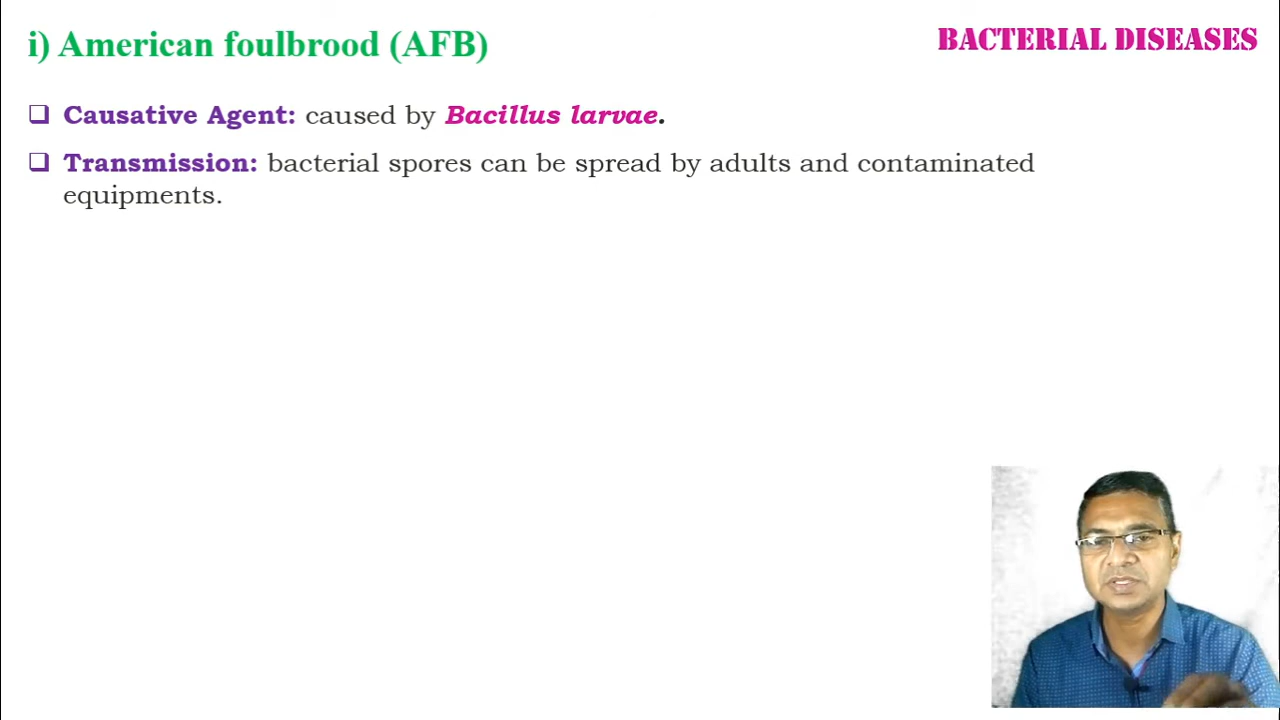 i) American foulbrood (AFB)
BACTERIAL DISEASES
❑ Causative Agent: caused by Bacillus larvae.
❑ Transmission: bacterial spores can be spread by adults and contaminated
equipments.